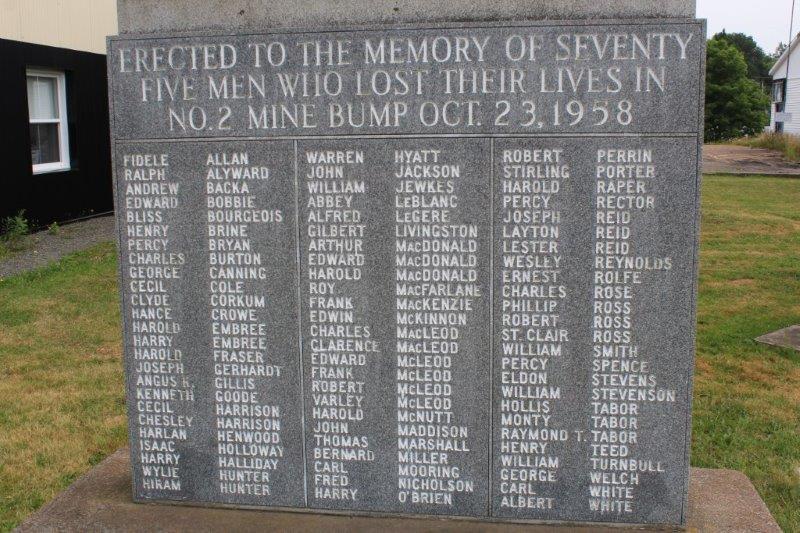 ERECTED TO THE MEMORY OF SEVENTY
FIVE MEN WHO LOST THEIR LIVES IN
NO. 2 MINE BUMP OCT. 23, 1958
FIDELE ALLAN
RALPH ALYWARD
ANDREW BACKA
EDWARD BOBBIE
BLISS BOURGEOIS
HENRY BRINE
PERCY BRYAN
CHARLES BURTON
GEORGE CANNING
CECIL COLE
CLYDE CORKUM
HANCE CROWE
HAROLD EMBREE
HARRY EMBREE
HAROLD FRASER
JOSEPH GERHARDT
ANGUS H. GILLIS
KENNETH GOODE
CECIL HARRISON
CHESLEY HARRISON
HARLAN HENWOOD
ISAAC HOLLOWAY
HARRY HALLIDAY
WYLIE HUNTER
HIRAM HUNTER
WARREN HYATT
JOHN JACKSON
WILLIAM JEWKES
ABBEY LEBLANC
ALFRED LEGERE
GILBERT LIVINGSTON
ARTHUR MACDONALD
EDWARD MACDONALD
HAROLD MACDONALD
ROY MACFARLANE
FRANK MACKENZIE
EDWIN MCKINNON
CHARLES MACLEOD
CLARENCE MACLEOD
EDWARD MCLEOD
FRANK MCLEOD
ROBERT MCLEOD
VARLEY MCLEOD
HAROLD MCNUTT
JOHN MADDISON
THOMAS MARSHALL
BERNARD MILLER
CARL MOORING
FRED NICHOLSON
HARRY O'BRIEN
ROBERT PERRIN
STIRLING PORTER
HAROLD RAPER
PERCY RECTOR
JOSEPH REID
LAYTON REID
LESTER REID
WESLEY REYNOLDS
ERNEST ROLFE
CHARLES ROSE
PHILLIP ROSS
ROBERT ROSS
ST. CLAIR ROSS
WILLIAM SMITH
PERCY SPENCE
ELDON STEVENS
WILLIAM STEVENSON
HOLLIS TABOR
MONTY TABOR
RAYMOND T. TABOR
HENRY TEED
WILLIAM TURNBULL
GEORGE WELCH
CARL WHITE
ALBERT WHITE